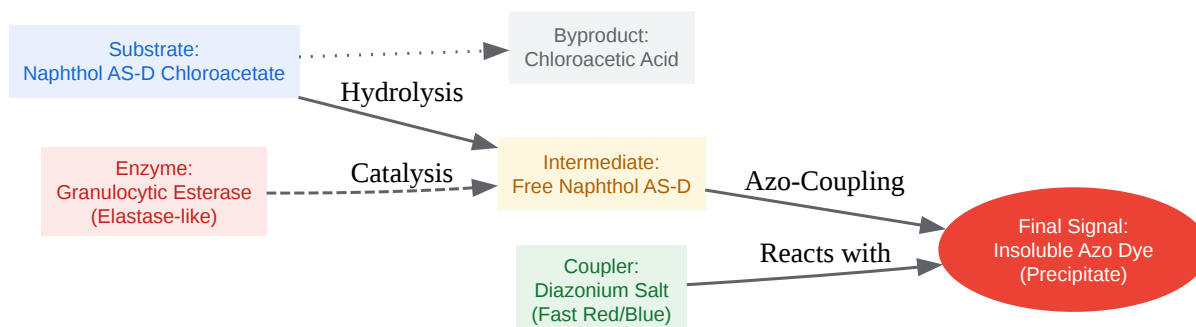 Substrate:
Naphthol AS-D Chloroacetate
Byproduct:
Chloroacetic Acid
Hydrolysis
Enzyme:
Granulocytic Esterase
(Elastase-like)
Catalysis
Intermediate:
Free Naphthol AS-D
Azo-Coupling
Coupler:
Diazonium Salt
(Fast Red/Blue)
Reacts with
Final Signal:
Insoluble Azo Dye
(Precipitate)